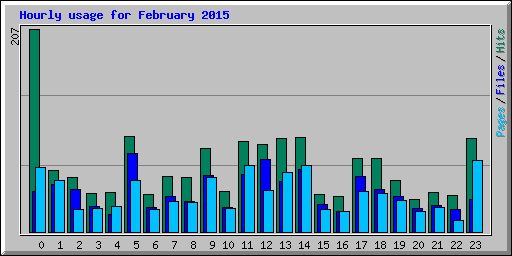 Hourly usage for February 2015
207
Pages / Files / Hits
0 1 2 3 4 5 6 7 8 9 10 11 12 13 14 15 16 17 18 19 20 21 22 23